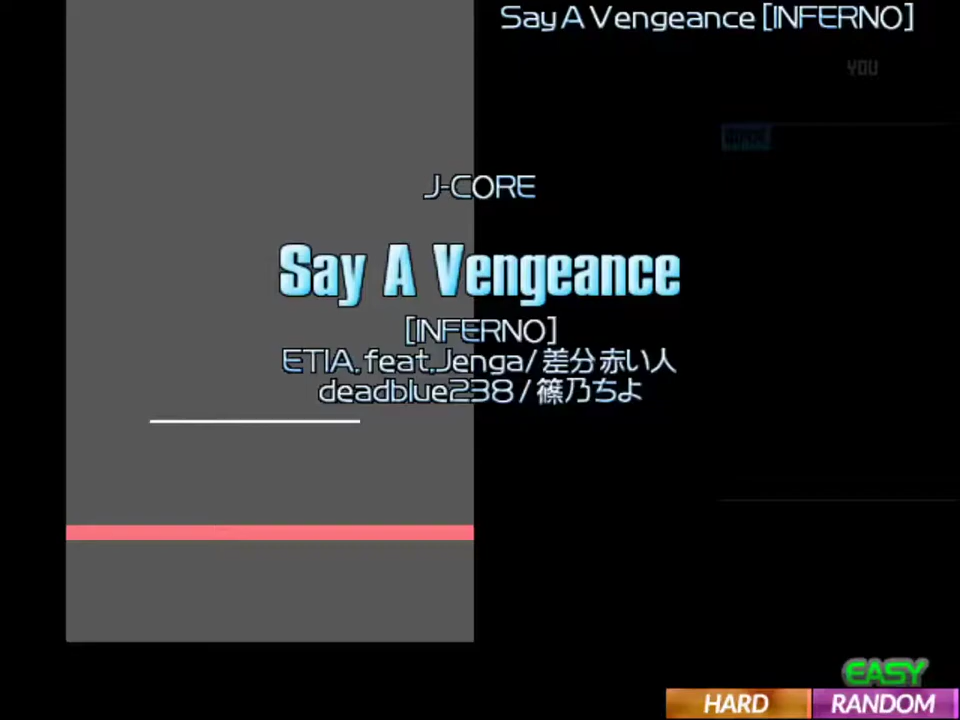 Say A Vengeance [INFERNO]
YOU
J-CORE
Say A Vengeance
[INFERNO]
ETIA. feat.Jenga / 差分 赤い人
deadblue238 / 篠乃ちよ
EASY
HARD
RANDOM